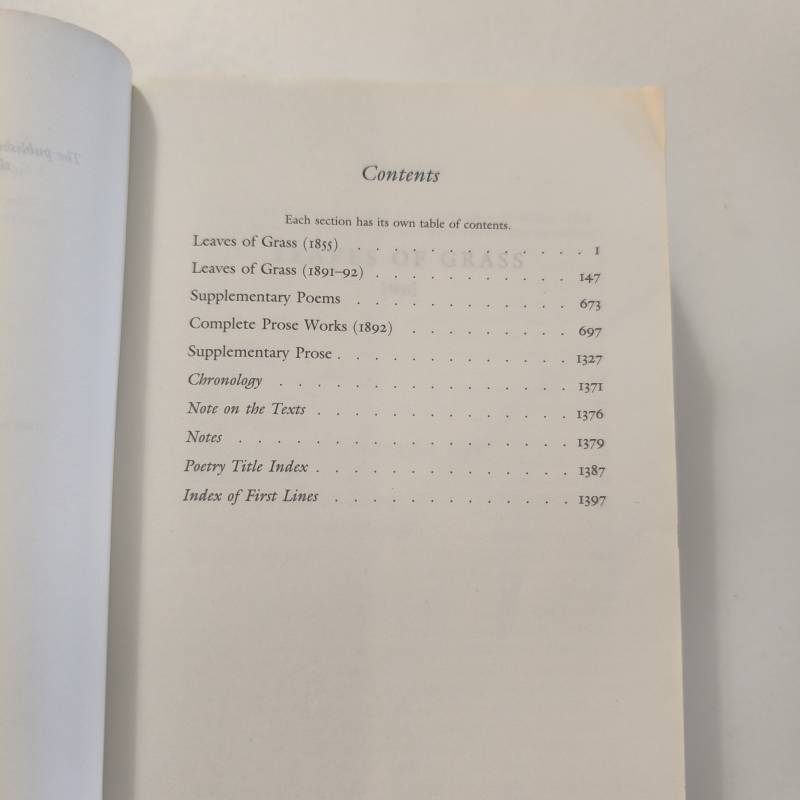 Contents
Each section has its own table of contents.
Leaves of Grass (1855) . . . . . . . . . . . 1
Leaves of Grass (1891–92) . . . . . . . . . . . 147
Supplementary Poems . . . . . . . . . . . . 673
Complete Prose Works (1892) . . . . . . . . . 697
Supplementary Prose . . . . . . . . . . . . . 1327
Chronology . . . . . . . . . . . . . . . . 1371
Note on the Texts . . . . . . . . . . . . . . 1376
Notes . . . . . . . . . . . . . . . . . . 1379
Poetry Title Index . . . . . . . . . . . . . . 1387
Index of First Lines . . . . . . . . . . . . . 1397